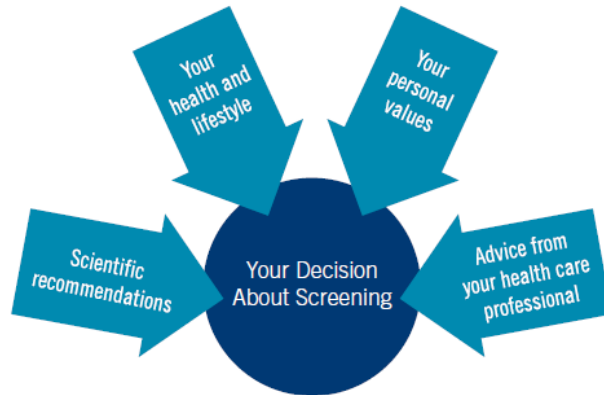 Your
health and
lifestyle
Your
personal
values
Scientific
recommendations
Your Decision
About Screening
Advice from
your health care
professional